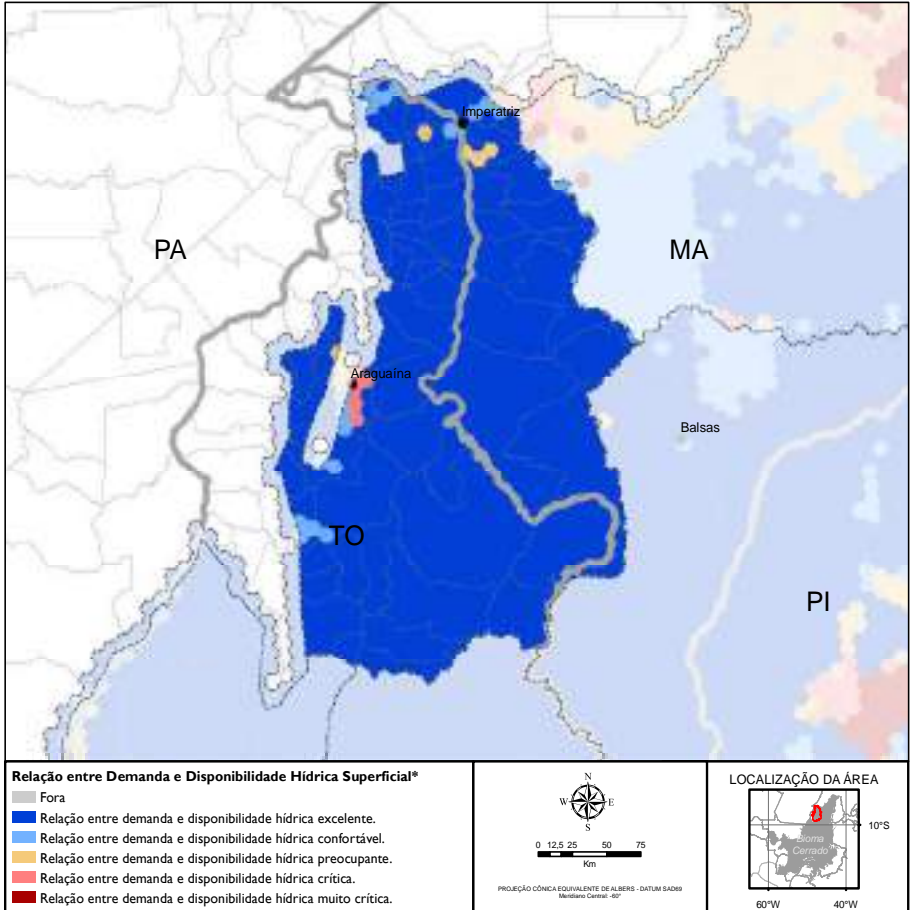 Imperatriz
PA
MA
Araguaína
Balsas
TO
PI
Relação entre Demanda e Disponibilidade Hídrica Superficial*
Fora
Relação entre demanda e disponibilidade hídrica excelente.
Relação entre demanda e disponibilidade hídrica confortável.
Relação entre demanda e disponibilidade hídrica preocupante.
Relação entre demanda e disponibilidade hídrica crítica.
Relação entre demanda e disponibilidade hídrica muito crítica.
N
W E
S
0 12,5 25 50 75
Km
PROJEÇÃO CÔNICA EQUIVALENTE DE ALBERS - DATUM SAD69
Meridiano Central: -60°
LOCALIZAÇÃO DA ÁREA
Bioma
Cerrado
10°S
60°W 40°W